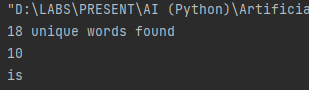 "D:\LABS\PRESENT\AI (Python)\Artificia
18 unique words found
10
is